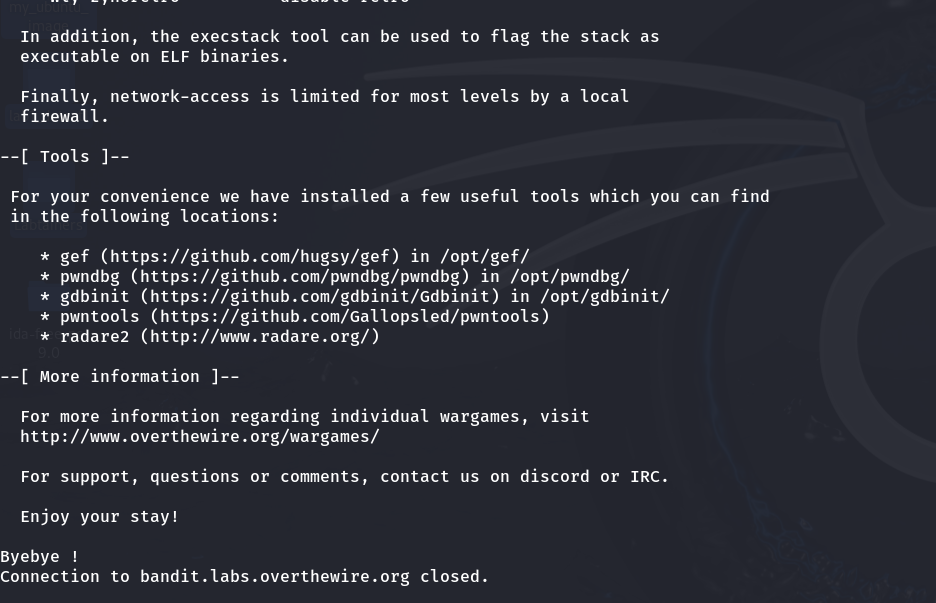 In addition, the execstack tool can be used to flag the stack as
executable on ELF binaries.
Finally, network-access is limited for most levels by a local
firewall.
--[ Tools ]--
For your convenience we have installed a few useful tools which you can find
in the following locations:
* gef (https://github.com/hugsy/gef) in /opt/gef/
* pwndbg (https://github.com/pwndbg/pwndbg) in /opt/pwndbg/
* gdbinit (https://github.com/gdbinit/Gdbinit) in /opt/gdbinit/
* pwntools (https://github.com/Gallopsled/pwntools)
* radare2 (http://www.radare.org/)
--[ More information ]--
For more information regarding individual wargames, visit
http://www.overthewire.org/wargames/
For support, questions or comments, contact us on discord or IRC.
Enjoy your stay!
Byebye !
Connection to bandit.labs.overthewire.org closed.